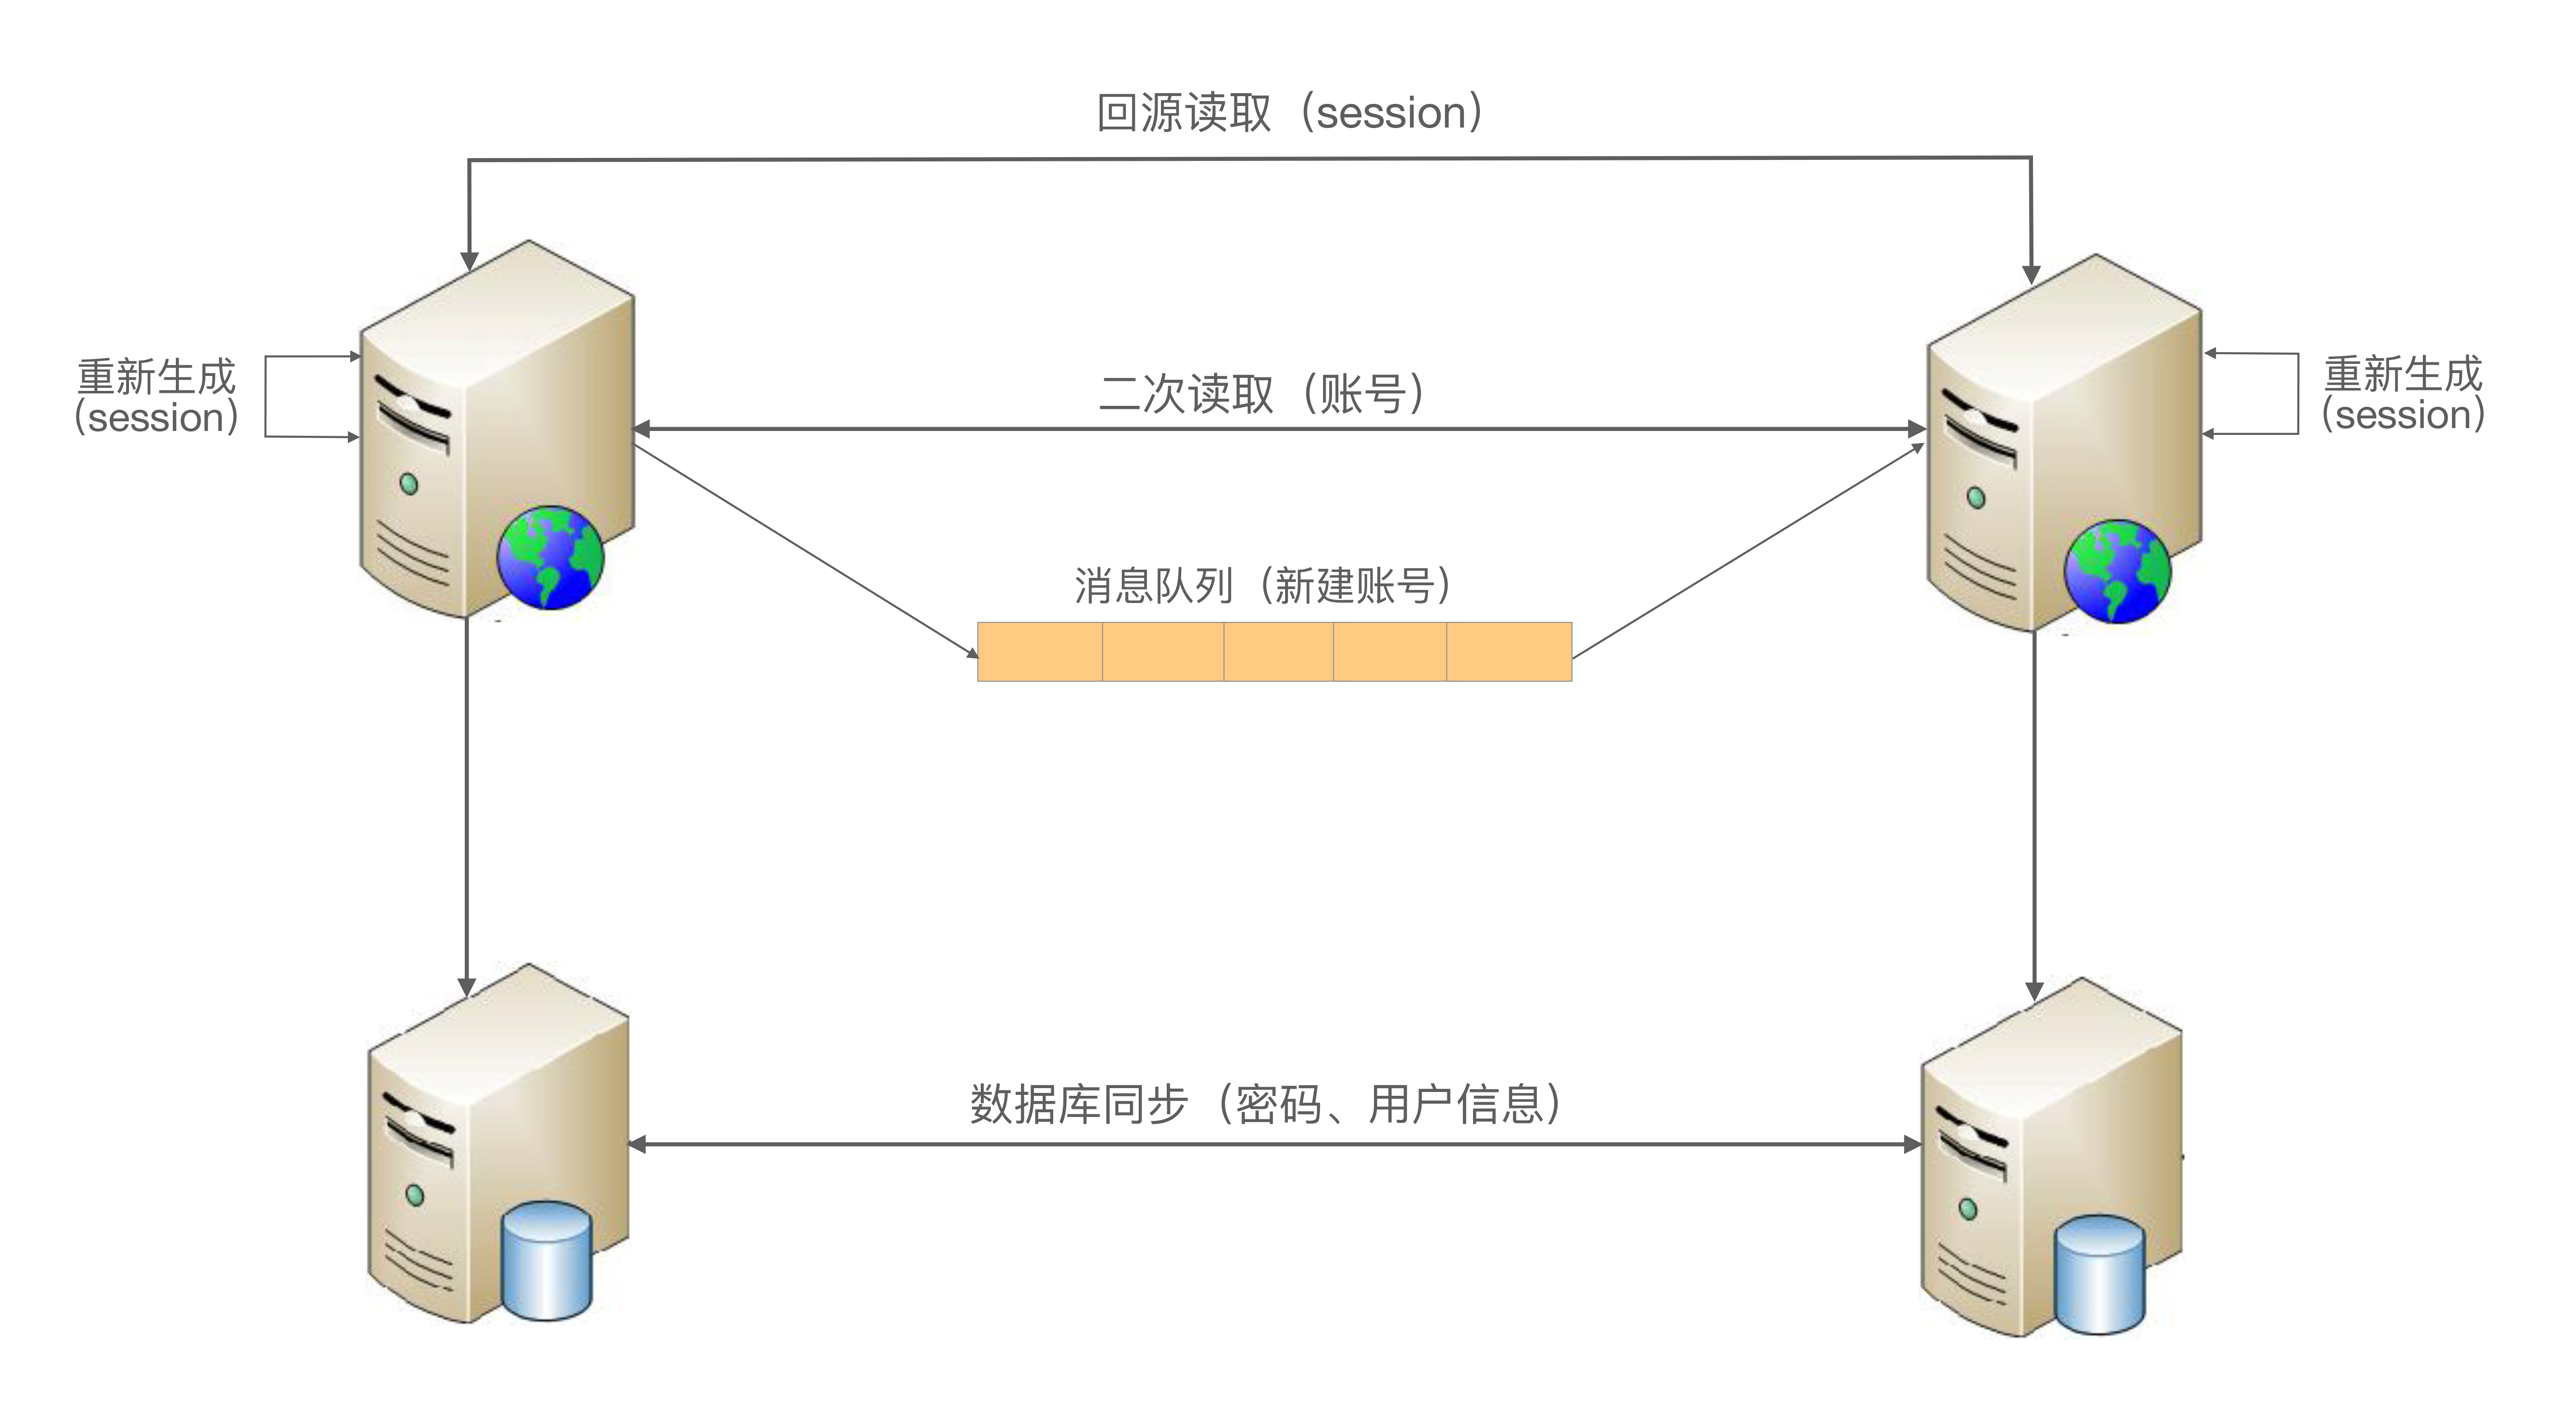 回源读取（session）
重新生成
(session)
二次读取（账号）
重新生成
(session)
消息队列（新建账号）
数据库同步（密码、用户信息）